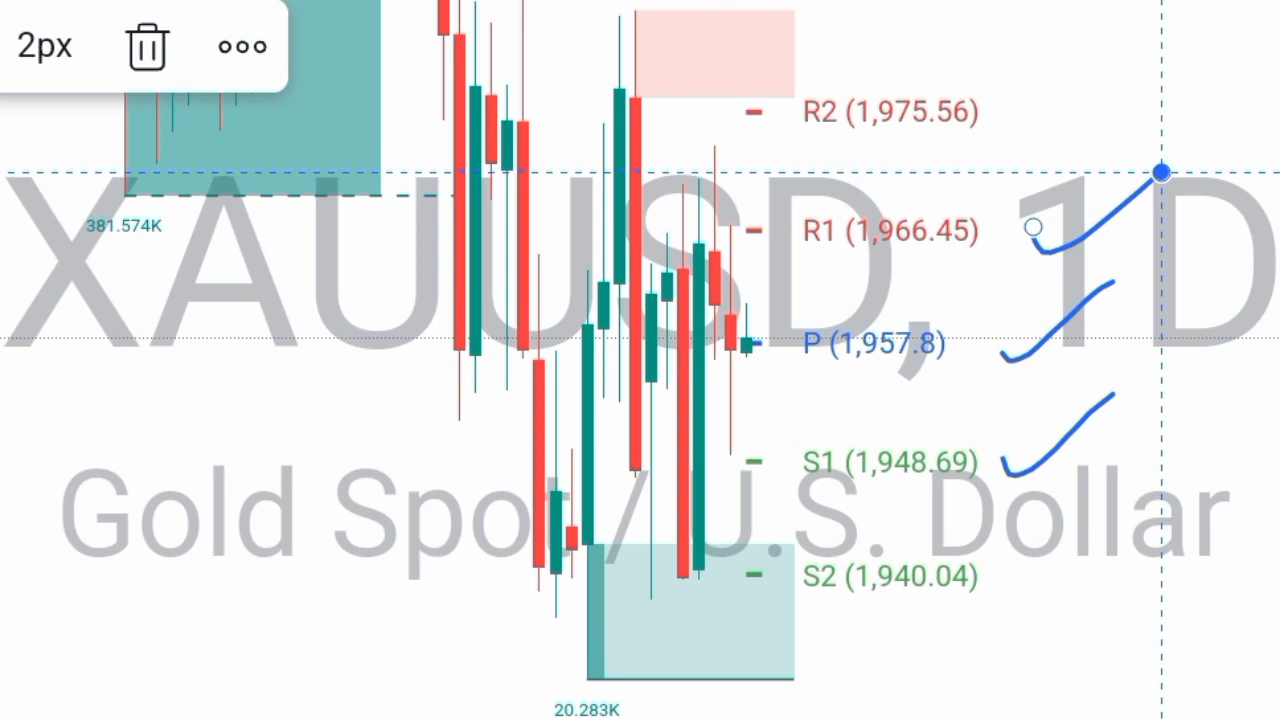 2px
R2 (1,975.56)
XAUUSD, 1D
381.574K
R1 (1,966.45)
P (1,957.8)
S1 (1,948.69)
Gold Spot / U.S. Dollar
S2 (1,940.04)
20.283K